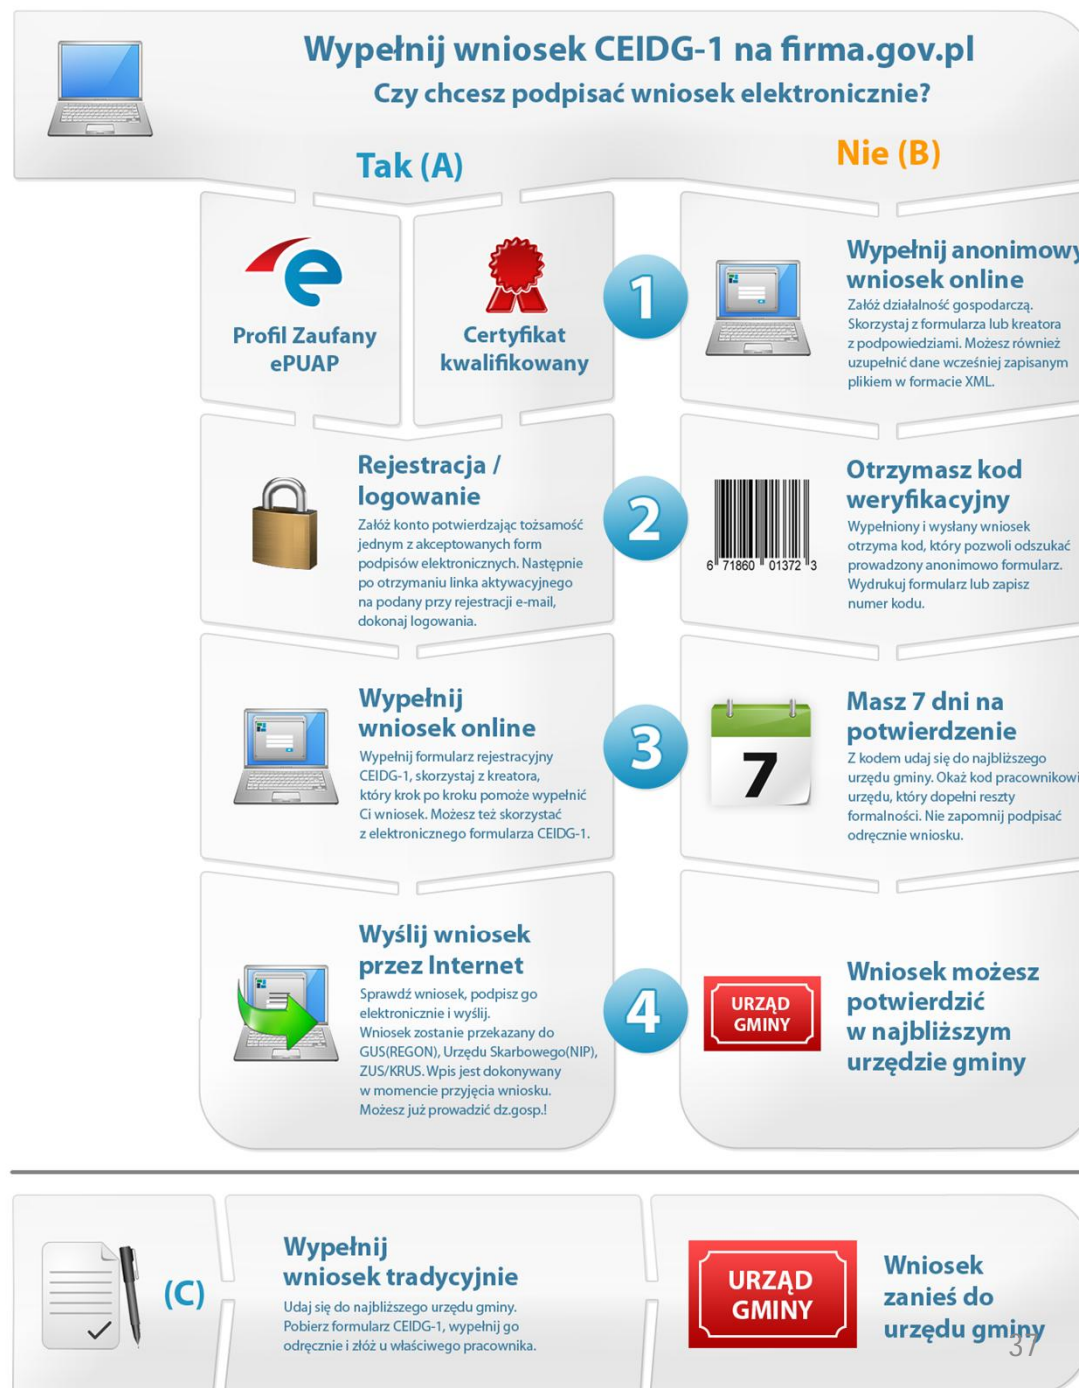 Wypełnij wniosek CEIDG-1 na firma.gov.pl
Czy chcesz podpisać wniosek elektronicznie?
Tak (A)
Nie (B)
Profil Zaufany
ePUAP
Certyfikat
kwalifikowany
1
Wypełnij anonimowy
wniosek online
Załóż działalność gospodarczą.
Skorzystaj z formularza lub kreatora
z podpowiedziami. Możesz również
uzupełnić dane wcześniej zapisanym
plikiem w formacie XML.
Rejestracja /
logowanie
Załóż konto potwierdzając tożsamość
jednym z akceptowanych form
podpisów elektronicznych. Następnie
po otrzymaniu linka aktywacyjnego
na podany przy rejestracji e-mail,
dokonaj logowania.
2
6 71860 01372 3
Otrzymasz kod
weryfikacyjny
Wypełniony i wysłany wniosek
otrzyma kod, który pozwoli odszukać
prowadzony anonimowo formularz.
Wydrukuj formularz lub zapisz
numer kodu.
Wypełnij
wniosek online
Wypełnij formularz rejestracyjny
CEIDG-1, skorzystaj z kreatora,
który krok po kroku pomoże wypełnić
Ci wniosek. Możesz też skorzystać
z elektronicznego formularza CEIDG-1.
3
7
Masz 7 dni na
potwierdzenie
Z kodem udaj się do najbliższego
urzędu gminy. Okaż kod pracownikowi
urzędu, który dopełni reszty
formalności. Nie zapomnij podpisać
odręcznie wniosku.
Wyślij wniosek
przez Internet
Sprawdź wniosek, podpisz go
elektronicznie i wyślij.
Wniosek zostanie przekazany do
GUS(REGON), Urzędu Skarbowego(NIP),
ZUS/KRUS. Wpis jest dokonywany
w momencie przyjęcia wniosku.
Możesz już prowadzić dz.gosp.!
4
URZĄD
GMINY
Wniosek możesz
potwierdzić
w najbliższym
urzędzie gminy
(C)
Wypełnij
wniosek tradycyjnie
Udaj się do najbliższego urzędu gminy.
Pobierz formularz CEIDG-1, wypełnij go
odręcznie i złóż u właściwego pracownika.
URZĄD
GMINY
Wniosek
zanieś do
urzędu gminy
37